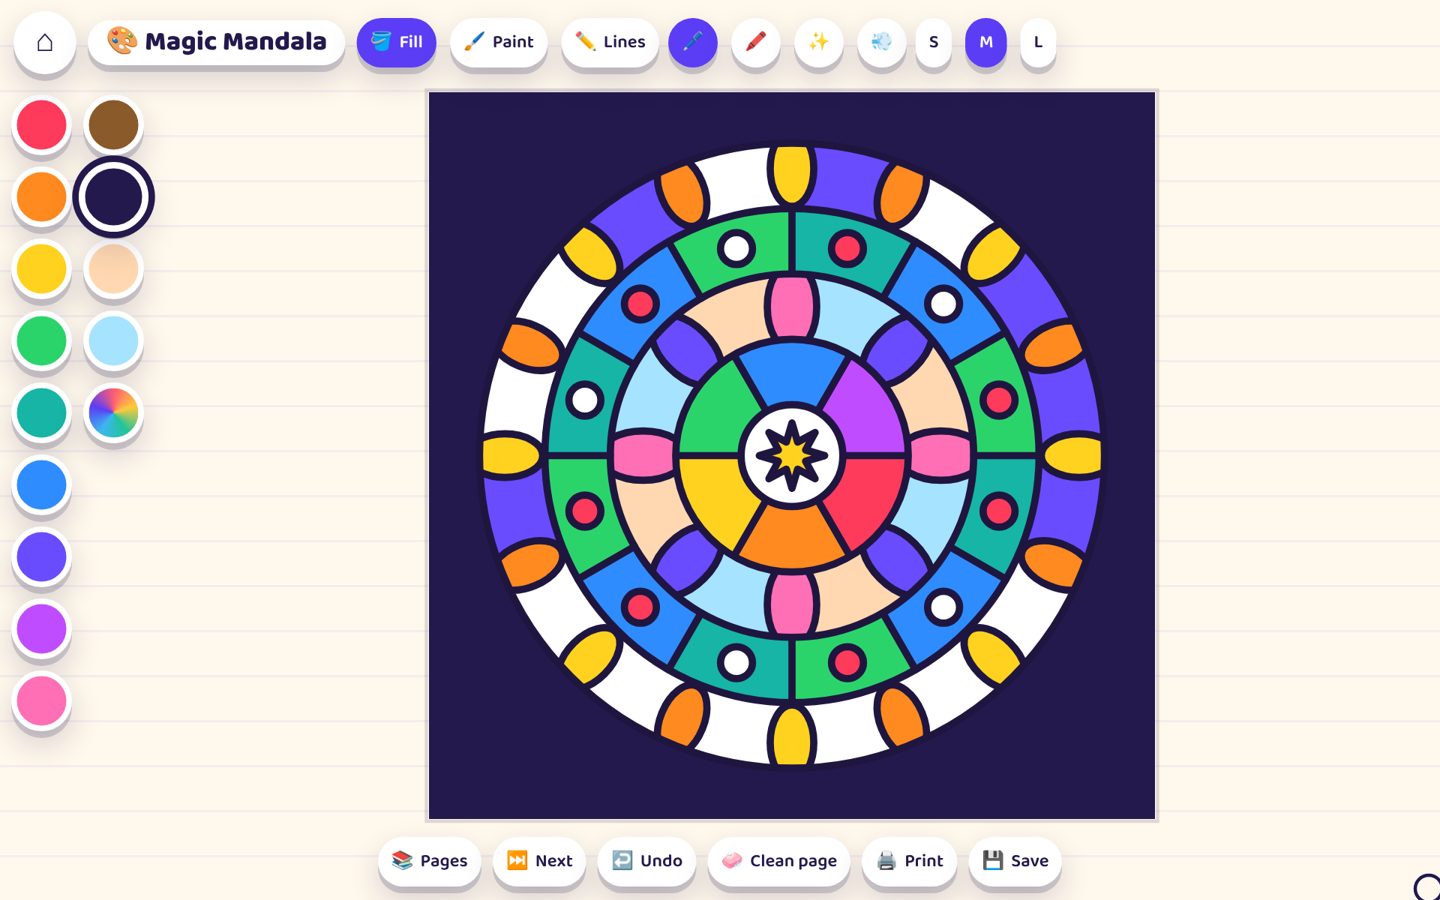 Magic Mandala
Fill
Paint
Lines
S
M
L
Pages
Next
Undo
Clean page
Print
Save